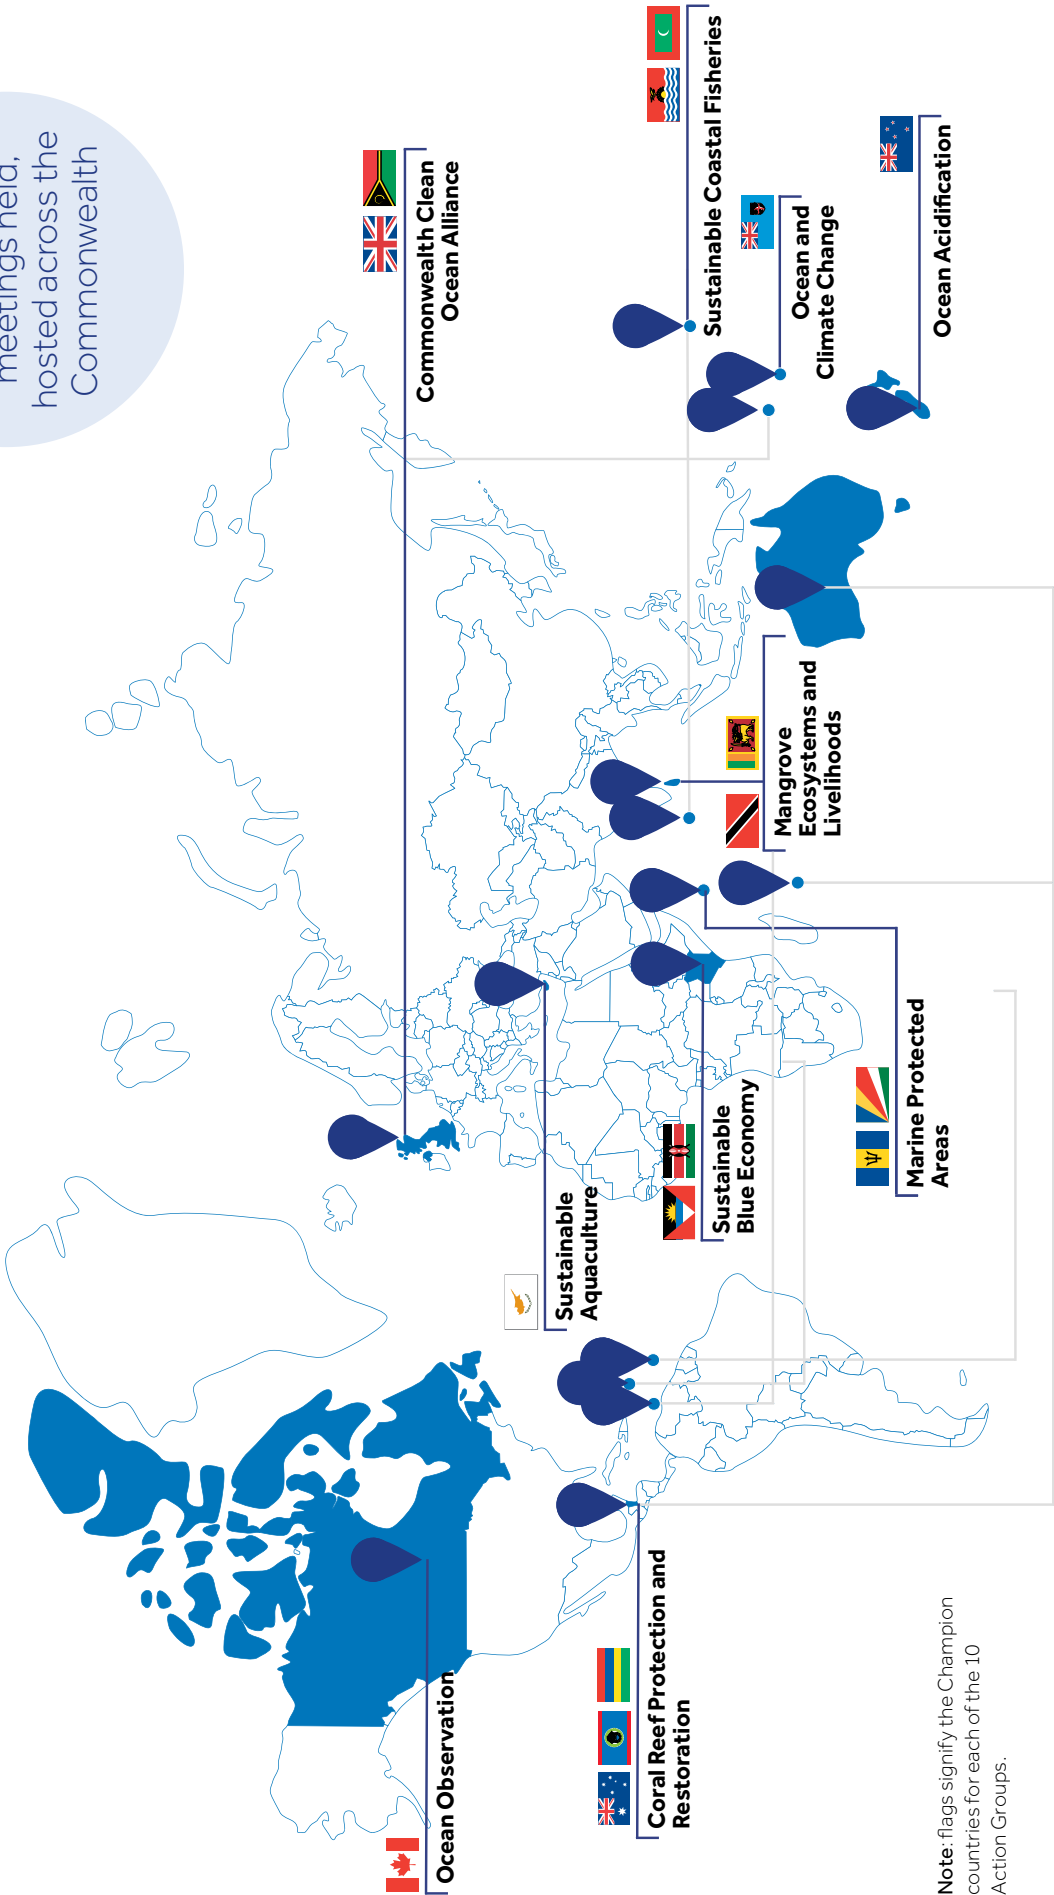 meetings held,
hosted across the
Commonwealth
Commonwealth Clean
Ocean Alliance
Sustainable Coastal Fisheries
Ocean and
Climate Change
Ocean Acidification
Mangrove
Ecosystems and
Livelihoods
Marine Protected
Areas
Sustainable
Blue Economy
Sustainable
Aquaculture
Ocean Observation
Coral Reef Protection and
Restoration
Note: flags signify the Champion
countries for each of the 10
Action Groups.